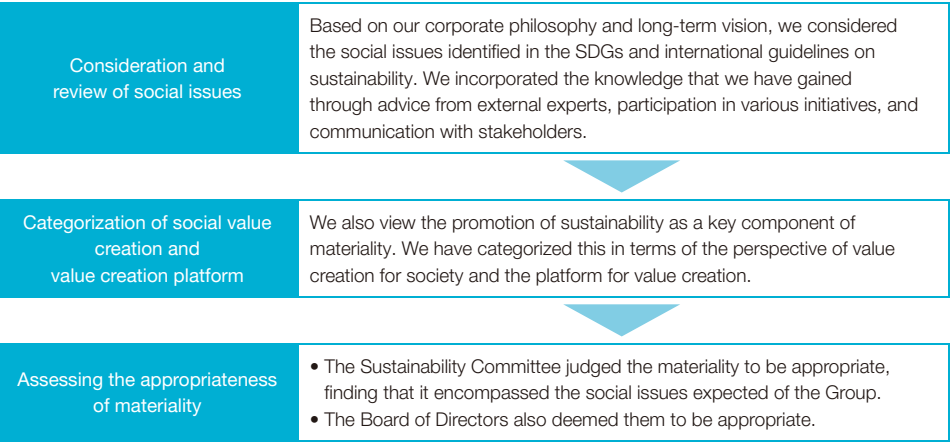 Consideration and
review of social issues
Based on our corporate philosophy and long-term vision, we considered
the social issues identified in the SDGs and international guidelines on
sustainability. We incorporated the knowledge that we have gained
through advice from external experts, participation in various initiatives, and
communication with stakeholders.
Categorization of social value
creation and
value creation platform
We also view the promotion of sustainability as a key component of
materiality. We have categorized this in terms of the perspective of value
creation for society and the platform for value creation.
Assessing the appropriateness
of materiality
• The Sustainability Committee judged the materiality to be appropriate,
finding that it encompassed the social issues expected of the Group.
• The Board of Directors also deemed them to be appropriate.